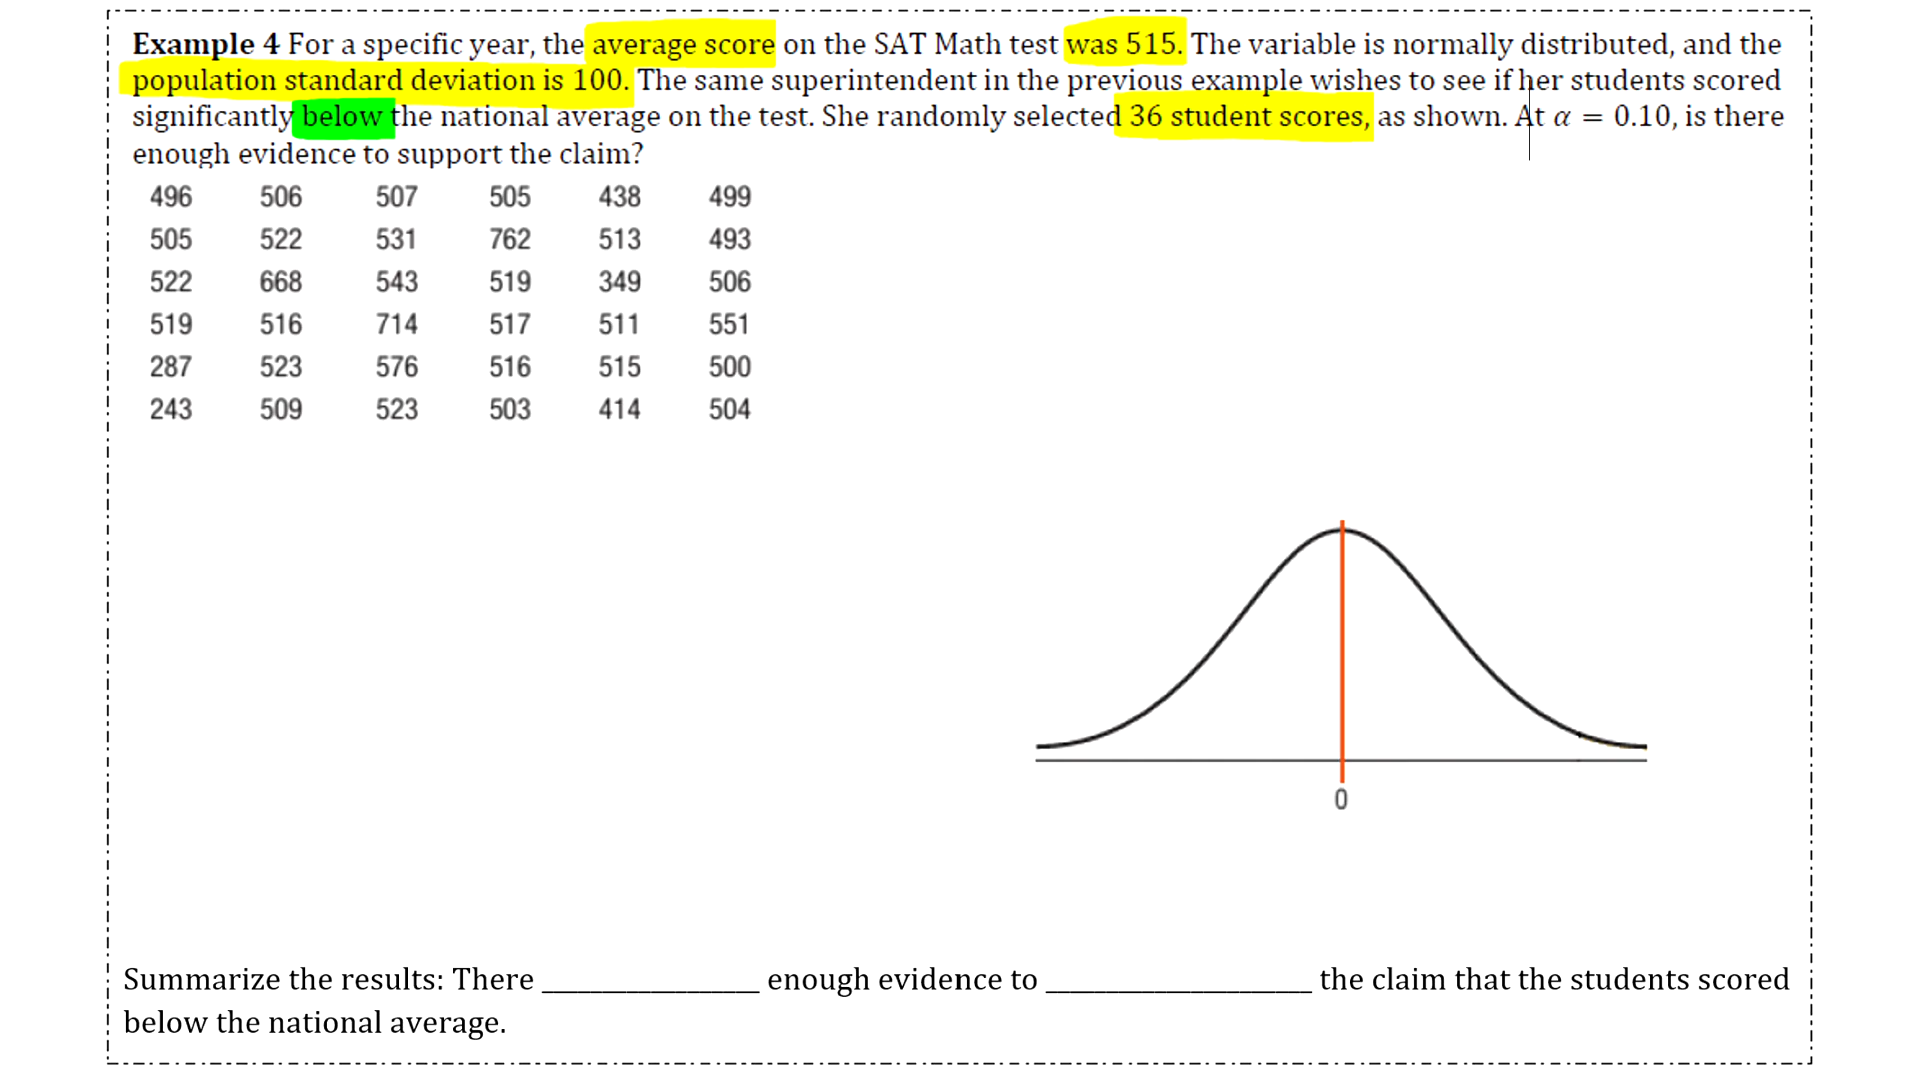 Example 4 For a specific year, the average score on the SAT Math test was 515. The variable is normally distributed, and the
population standard deviation is 100. The same superintendent in the previous example wishes to see if her students scored
significantly below the national average on the test. She randomly selected 36 student scores, as shown. At α = 0.10, is there
enough evidence to support the claim?
496 506 507 505 438 499
505 522 531 762 513 493
522 668 543 519 349 506
519 516 714 517 511 551
287 523 576 516 515 500
243 509 523 503 414 504
0
Summarize the results: There ________________ enough evidence to ____________________ the claim that the students scored
below the national average.